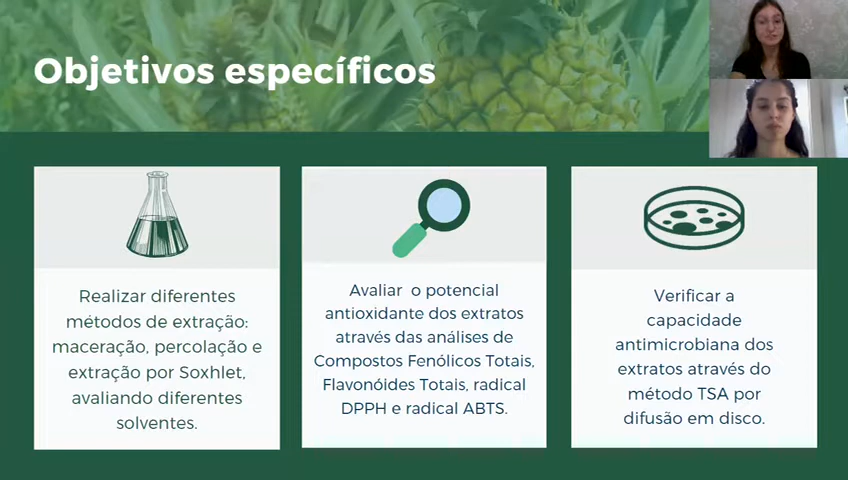 Objetivos específicos
Realizar diferentes
métodos de extração:
maceração, percolação e
extração por Soxhlet,
avaliando diferentes
solventes.
Avaliar o potencial
antioxidante dos extratos
através das análises de
Compostos Fenólicos Totais,
Flavonóides Totais, radical
DPPH e radical ABTS.
Verificar a
capacidade
antimicrobiana dos
extratos através do
método TSA por
difusão em disco.